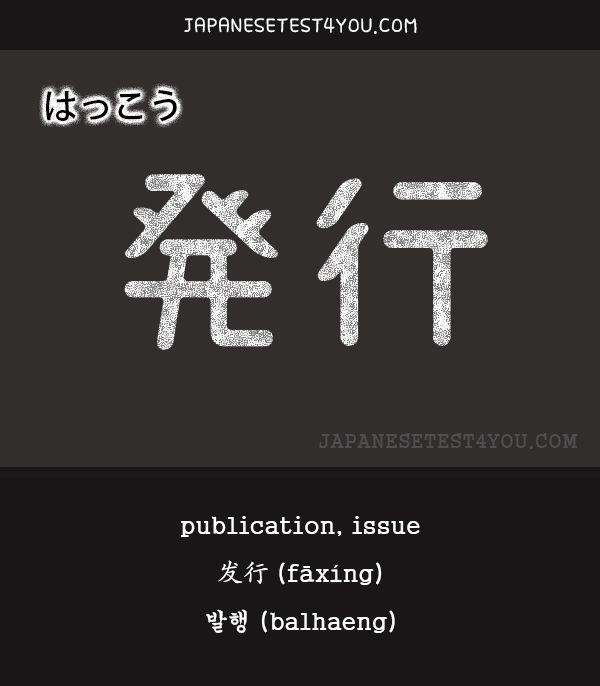 JAPANESETEST4YOU.COM
はっこう
発行
JAPANESETEST4YOU.COM
publication, issue
发行 (fāxíng)
발행 (balhaeng)